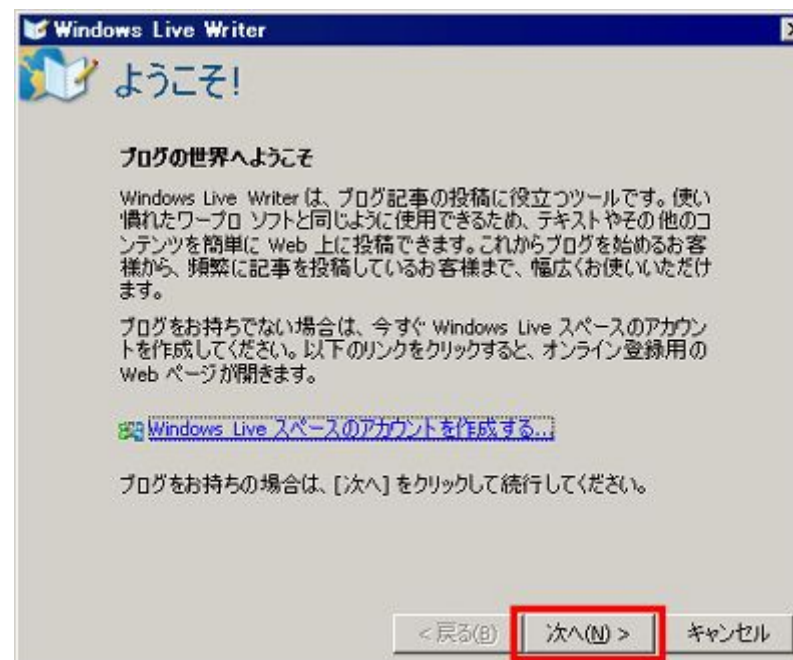 Windows Live Writer
ようこそ!
ブログの世界へようこそ
Windows Live Writer は、ブログ記事の投稿に役立つツールです。使い
慣れたワープロ ソフトと同じように使用できるため、テキストやその他のコ
ンテンツを簡単に Web 上に投稿できます。これからブログを始めるお客
様から、頻繁に記事を投稿しているお客様まで、幅広くお使いいただけ
ます。
ブログをお持ちでない場合は、今すぐ Windows Live スペースのアカウン
トを作成してください。以下のリンクをクリックすると、オンライン登録用の
Web ページが開きます。
Windows Live スペースのアカウントを作成する...
ブログをお持ちの場合は、[次へ] をクリックして続行してください。
< 戻る(B) 次へ(N) > キャンセル